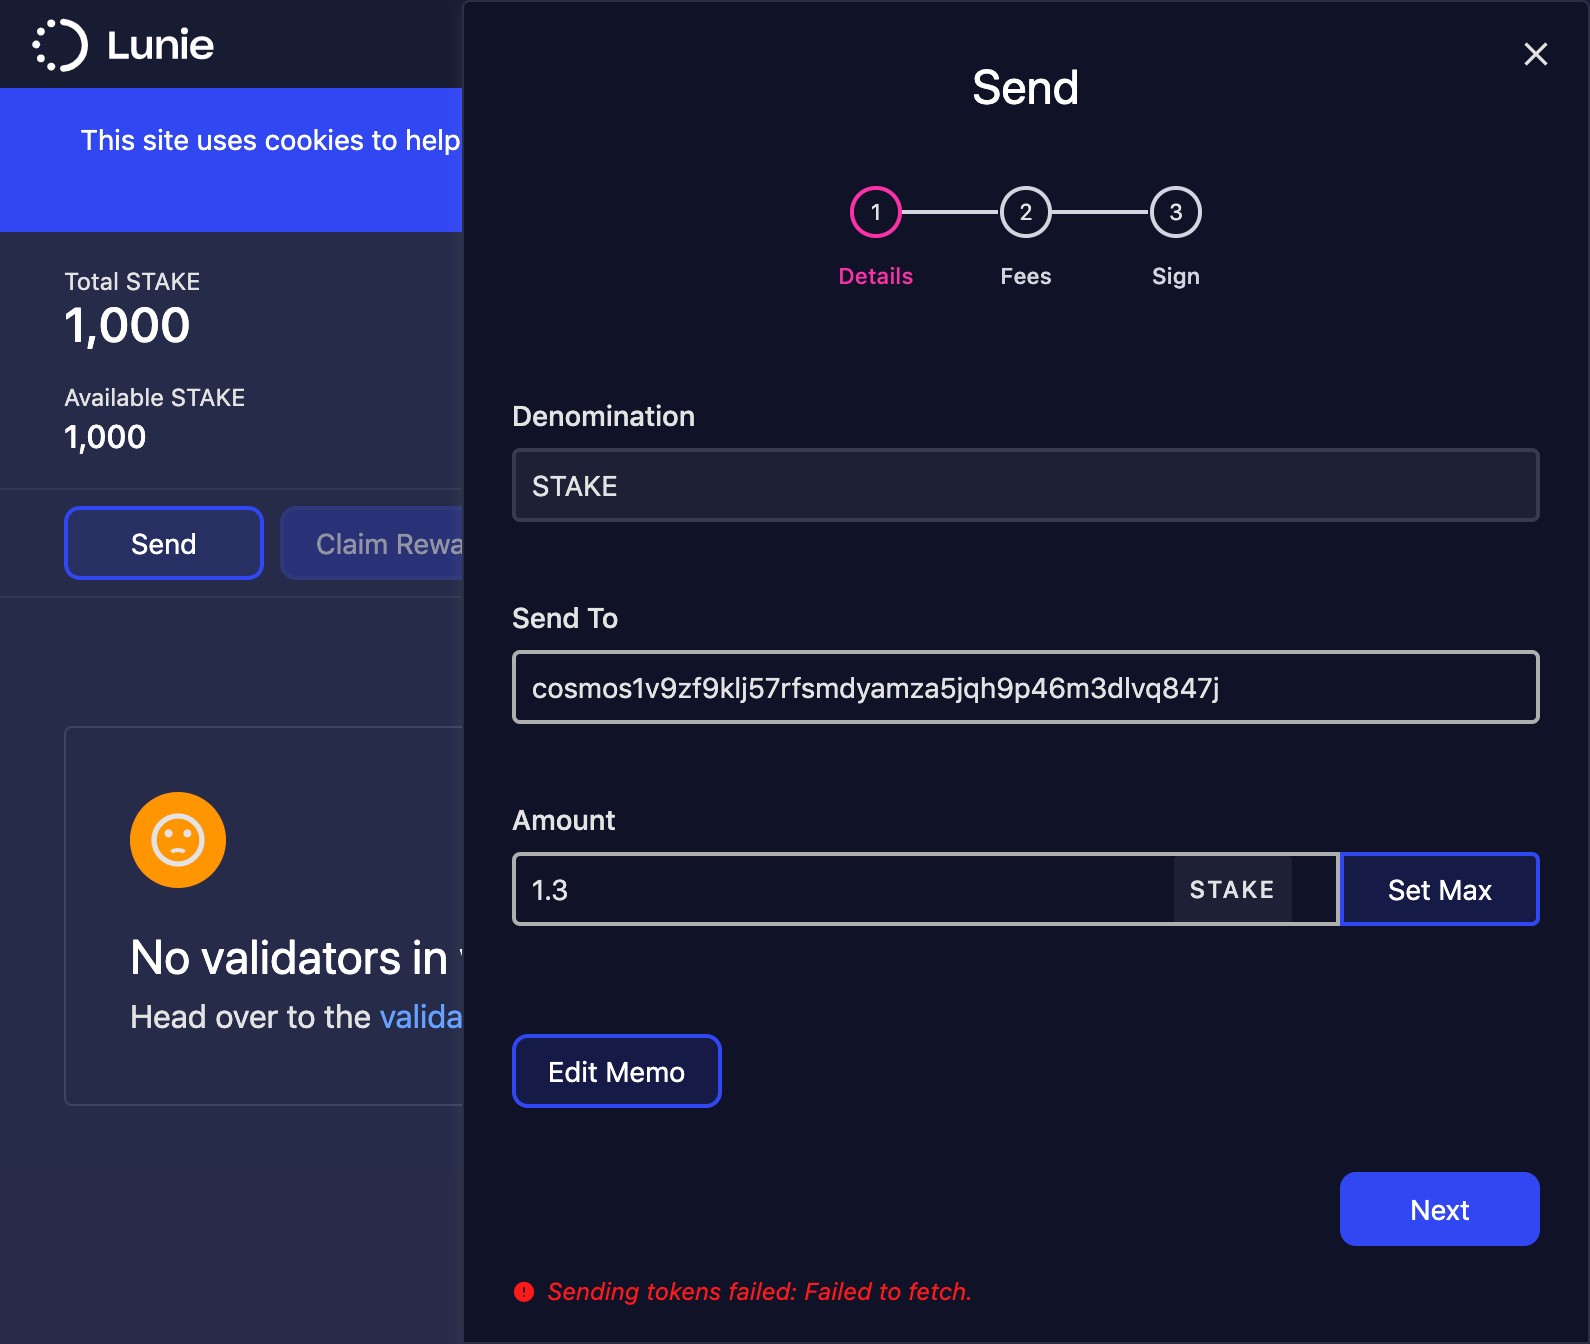 Lunie
This site uses cookies to help
Total STAKE
1,000
Available STAKE
1,000
Send
Claim Rewa
No validators in
Head over to the valida
Send
1
2
3
Details
Fees
Sign
Denomination
STAKE
Send To
cosmos1v9zf9klj57rfsmdyamza5jqh9p46m3dlvq847j
Amount
1.3
STAKE
Set Max
Edit Memo
Next
Sending tokens failed: Failed to fetch.